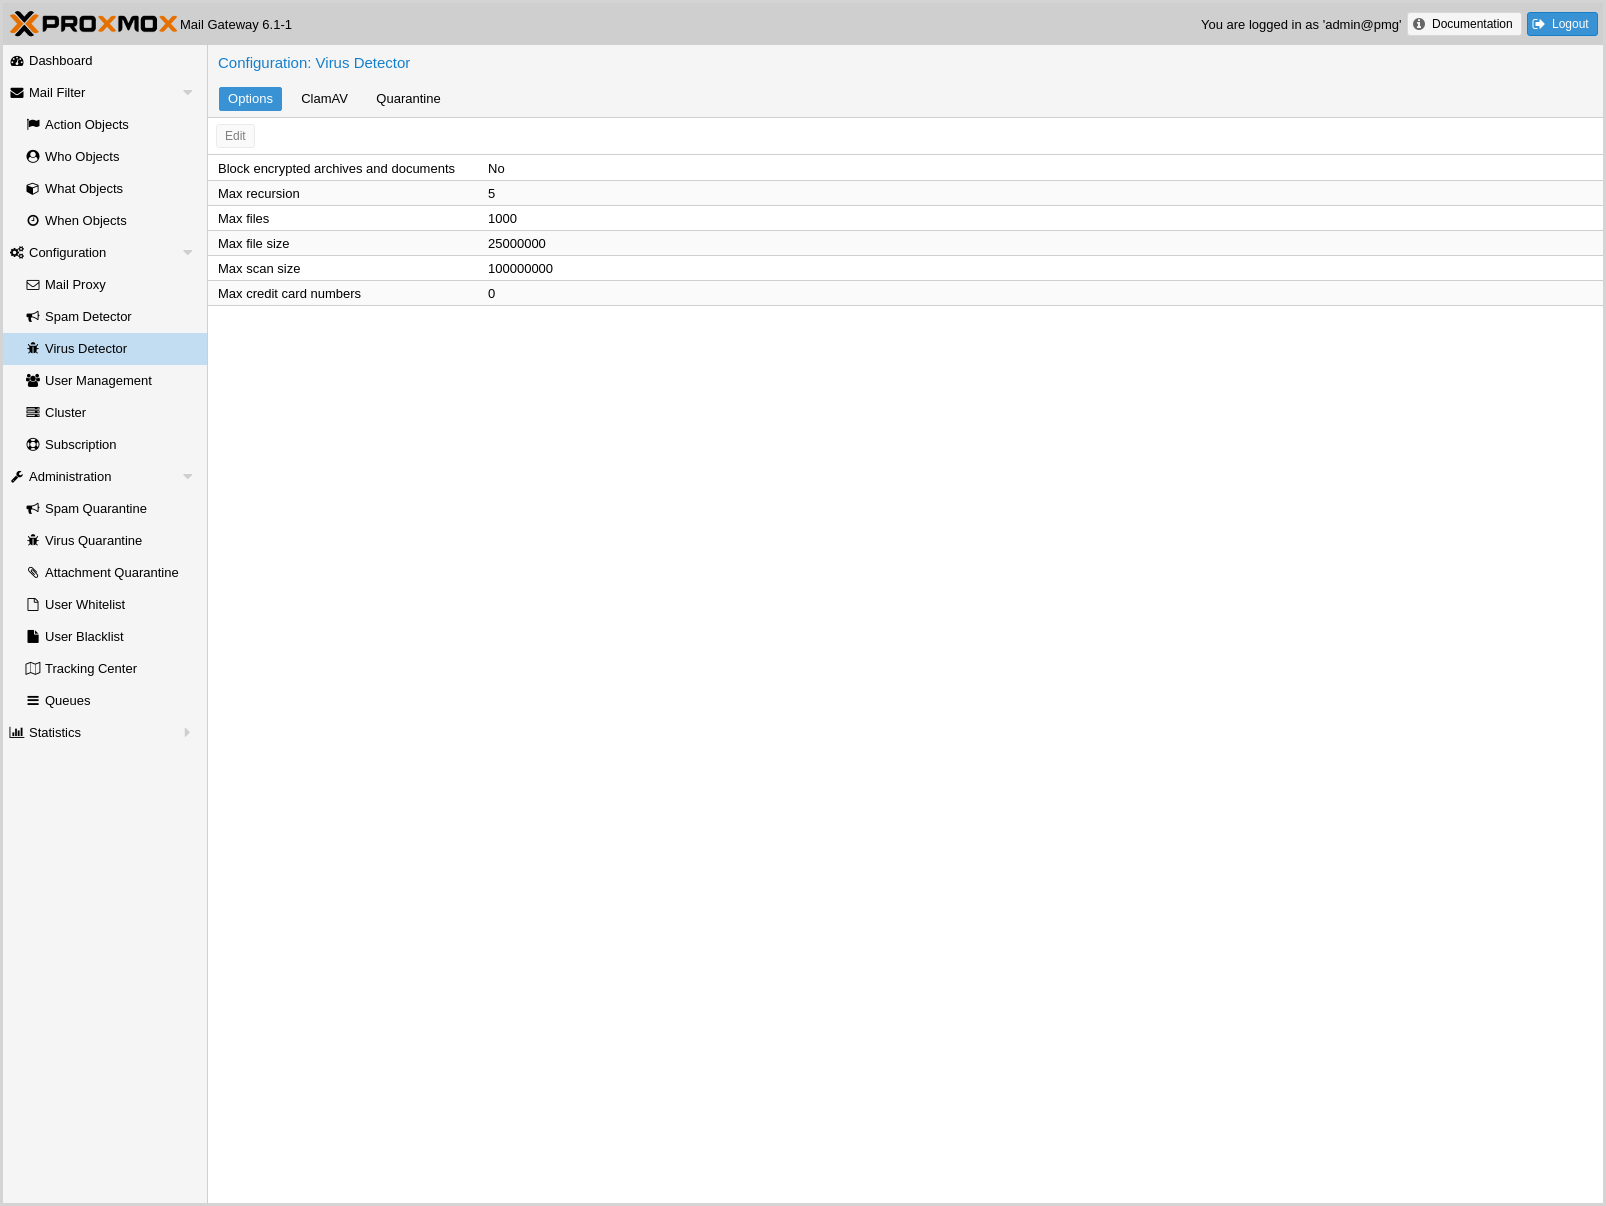 PROXMOX Mail Gateway 6.1-1 You are logged in as 'admin@pmg' Documentation Logout
Dashboard
Mail Filter
Action Objects
Who Objects
What Objects
When Objects
Configuration
Mail Proxy
Spam Detector
Virus Detector
User Management
Cluster
Subscription
Administration
Spam Quarantine
Virus Quarantine
Attachment Quarantine
User Whitelist
User Blacklist
Tracking Center
Queues
Statistics
Configuration: Virus Detector
Options ClamAV Quarantine
Edit
Block encrypted archives and documents No
Max recursion 5
Max files 1000
Max file size 25000000
Max scan size 100000000
Max credit card numbers 0